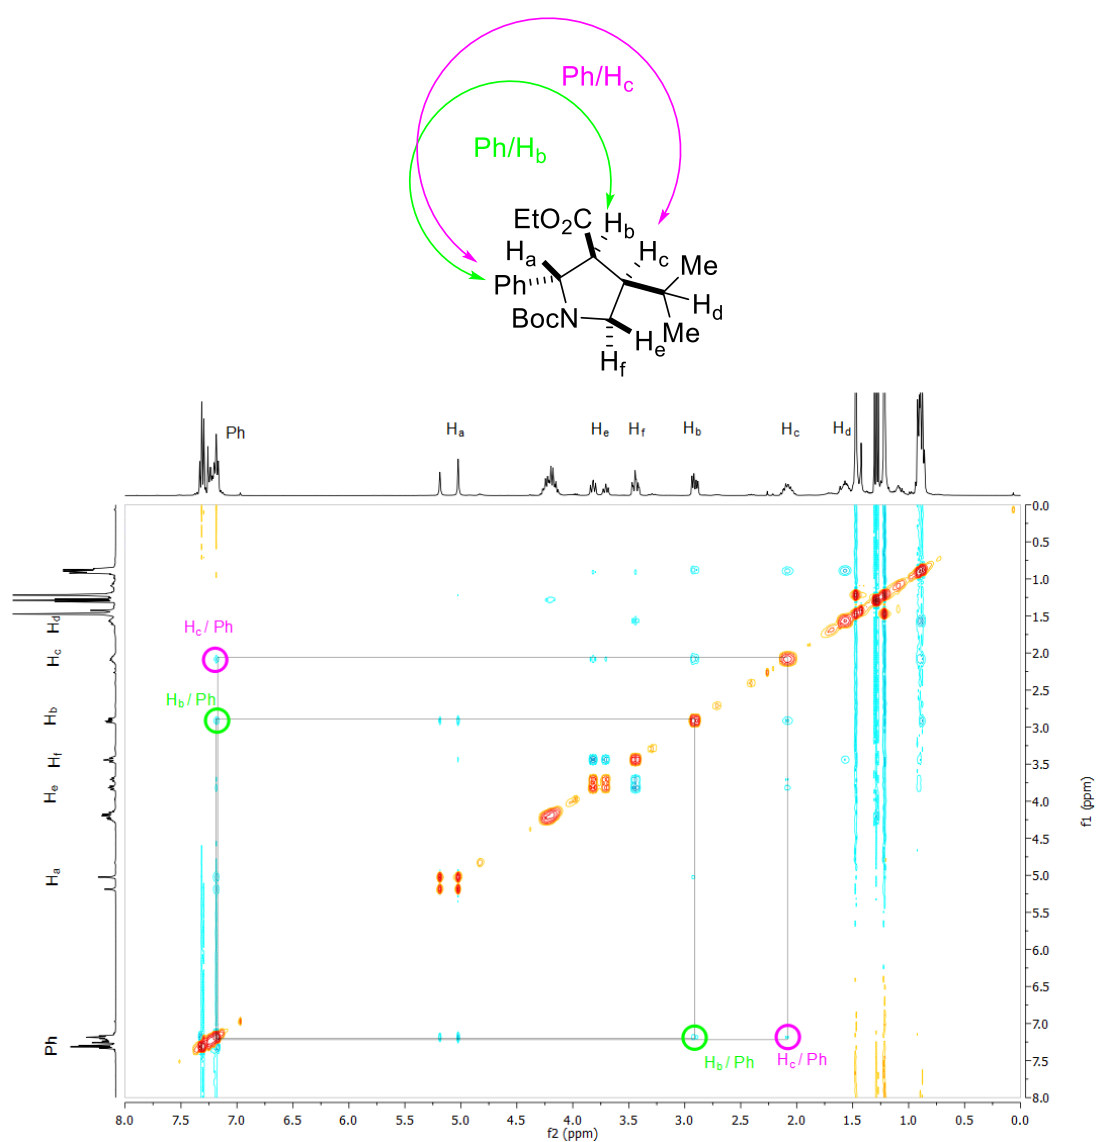 Ph/Hc
Ph/Hb
EtO2C
Hb
Ha
Hc
Me
Ph
Hd
BocN
Me
He
Hf
Ph
Ha
He
Hf
Hb
Hc
Hd
0.0
0.5
1.0
1.5
2.0
2.5
3.0
3.5
4.0
4.5
5.0
5.5
6.0
6.5
7.0
7.5
8.0
f1 (ppm)
Hd
Hc
Hb
Hf
He
Ha
Ph
Hc / Ph
Hb / Ph
Hb / Ph
Hc / Ph
8.0 7.5 7.0 6.5 6.0 5.5 5.0 4.5 4.0 3.5 3.0 2.5 2.0 1.5 1.0 0.5 0.0
f2 (ppm)